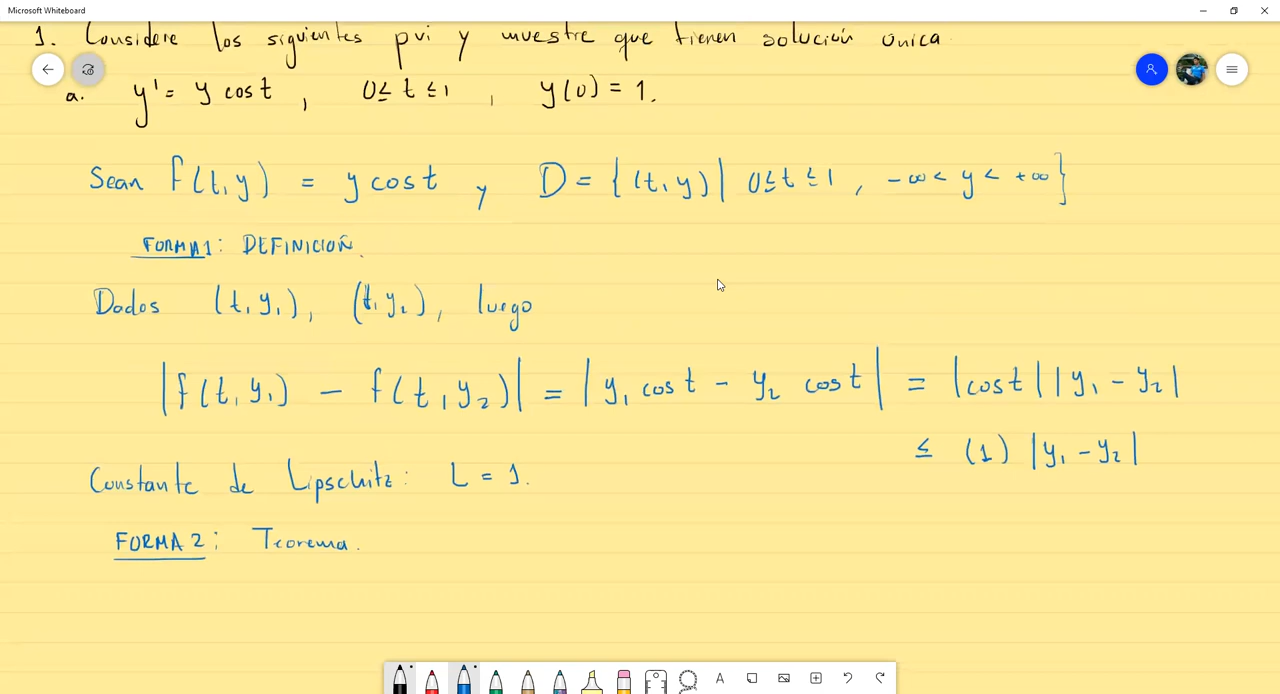 Microsoft Whiteboard
1. Considere los siguientes pvi y muestre que tienen solución única
a. y' = y cos t , 0 ≤ t ≤ 1 , y(0) = 1.
Sean f(t,y) = y cos t y D = { (t,y) | 0 ≤ t ≤ 1 , -∞ < y < +∞ }
FORMA 1: DEFINICIÓN.
Dados (t,y₁), (t,y₂), luego
|f(t,y₁) - f(t,y₂)| = |y₁ cos t - y₂ cos t| = |cos t| |y₁ - y₂|
≤ (1) |y₁ - y₂|
Constante de Lipschitz: L = 1.
FORMA 2: Teorema.
A